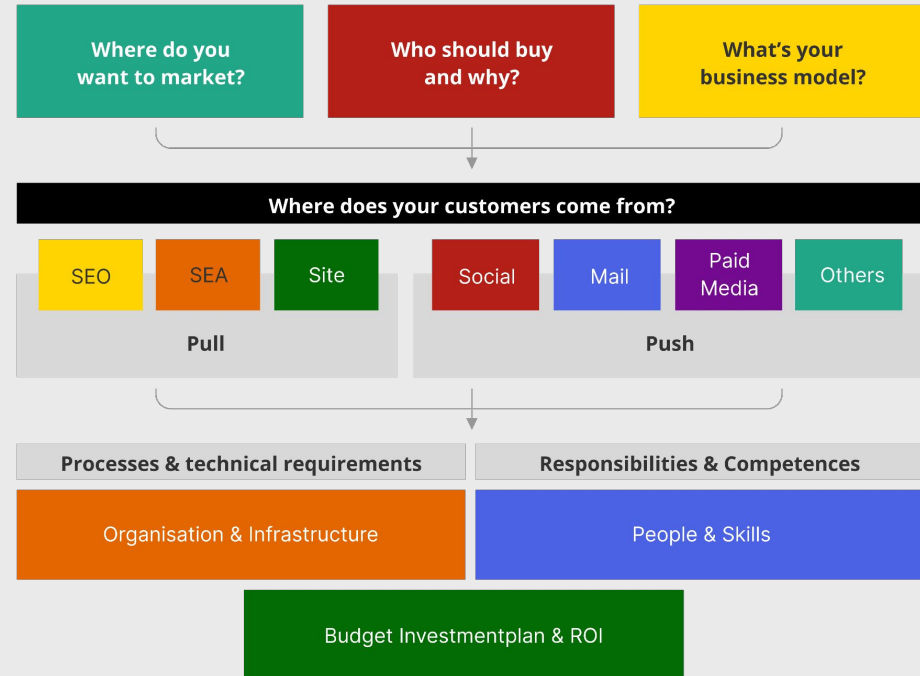 Where do you
want to market?
Who should buy
and why?
What’s your
business model?
Where does your customers come from?
SEO
SEA
Site
Social
Mail
Paid
Media
Others
Pull
Push
Processes & technical requirements
Responsibilities & Competences
Organisation & Infrastructure
People & Skills
Budget Investmentplan & ROI